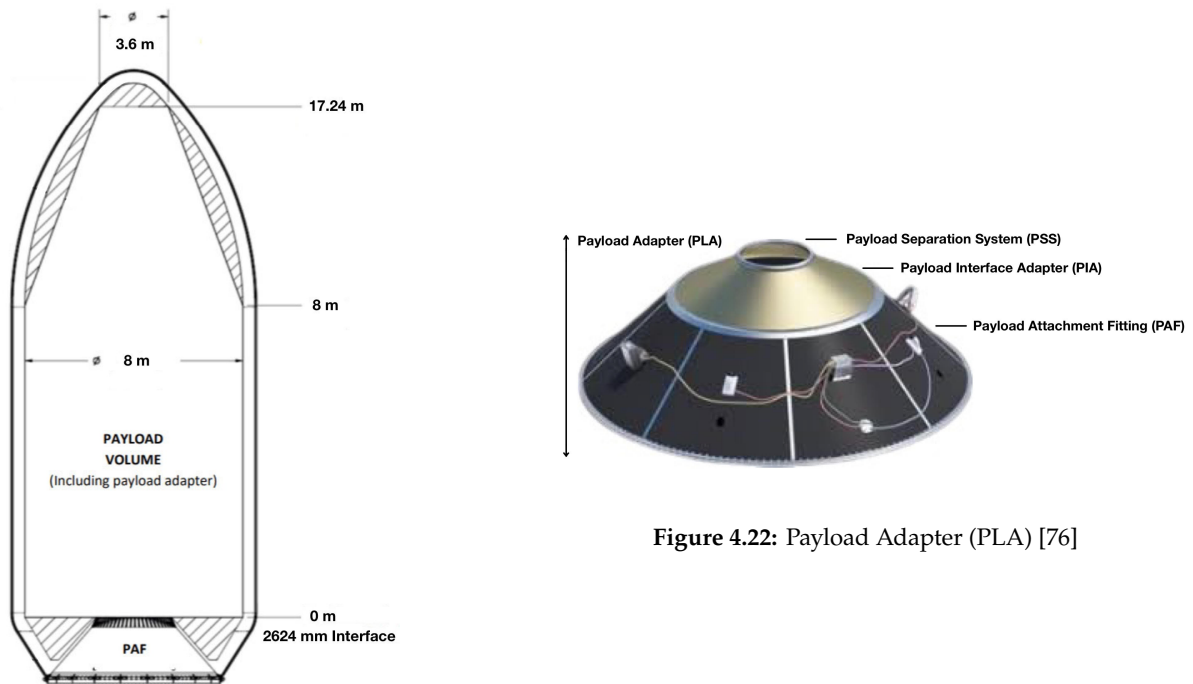 ø
3.6 m
17.24 m
8 m
ø 8 m
PAYLOAD
VOLUME
(Including payload adapter)
0 m
2624 mm Interface
PAF
Payload Adapter (PLA)
Payload Separation System (PSS)
Payload Interface Adapter (PIA)
Payload Attachment Fitting (PAF)
Figure 4.22: Payload Adapter (PLA) [76]